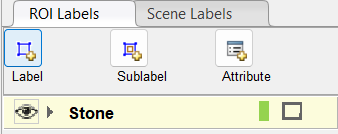 ROI Labels Scene Labels
Label Sublabel Attribute
Stone